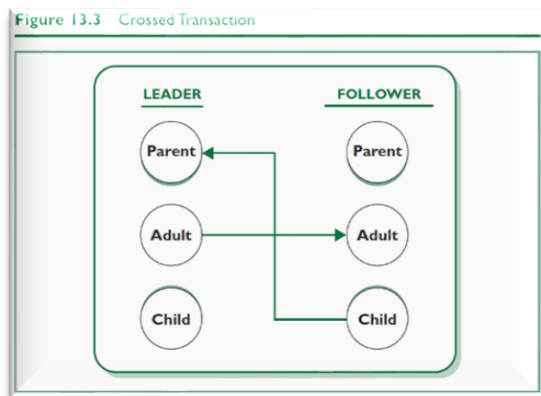 Figure 13.3 Crossed Transaction
LEADER FOLLOWER
Parent Parent
Adult Adult
Child Child